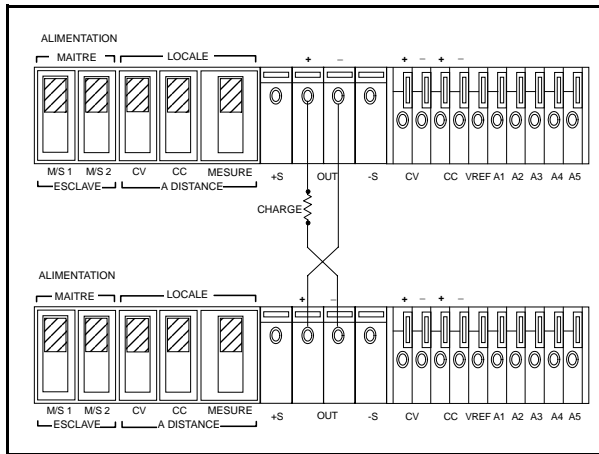 ALIMENTATION
MAITRE LOCALE
+ – + – + –
M/S 1 M/S 2 CV CC MESURE +S OUT -S CV CC VREF A1 A2 A3 A4 A5
ESCLAVE A DISTANCE
CHARGE
ALIMENTATION
MAITRE LOCALE
+ – + – + –
M/S 1 M/S 2 CV CC MESURE +S OUT -S CV CC VREF A1 A2 A3 A4 A5
ESCLAVE A DISTANCE